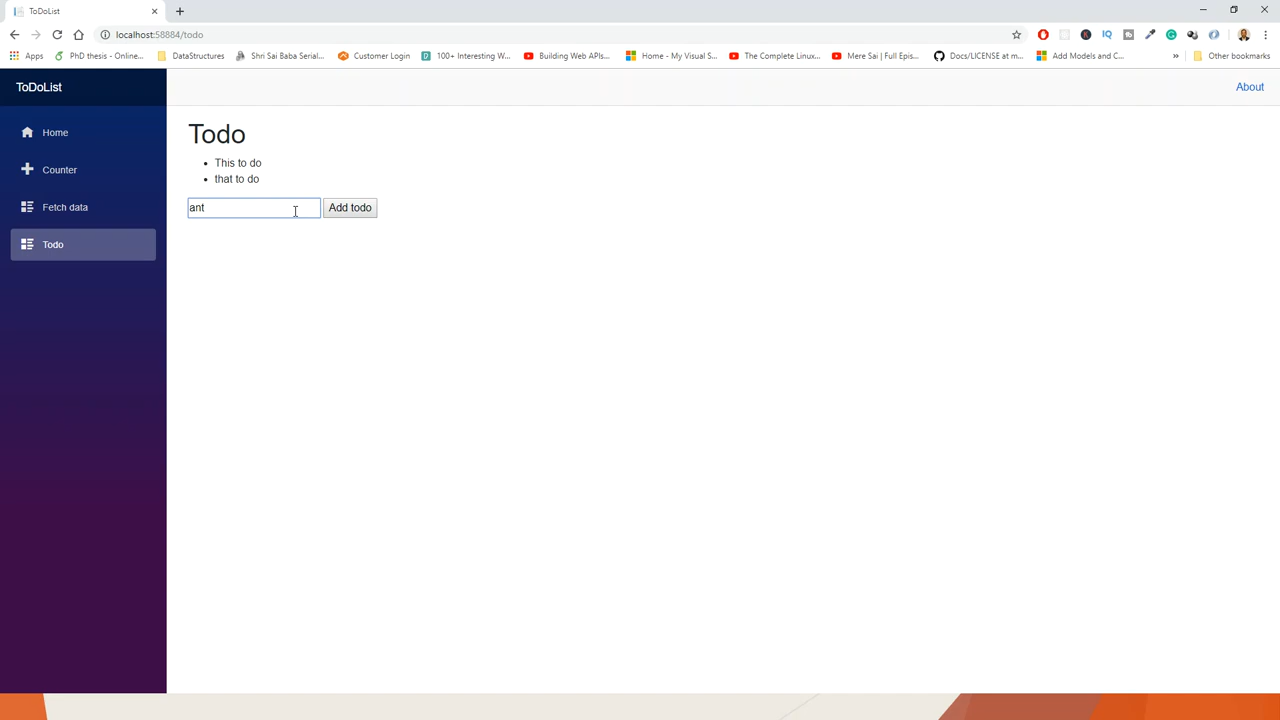 ToDoList
localhost:58884/todo
Apps
PhD thesis - Online...
DataStructures
Shri Sai Baba Serial...
Customer Login
100+ Interesting W...
Building Web APIs...
Home - My Visual S...
The Complete Linux...
Mere Sai | Full Epis...
Docs/LICENSE at m...
Add Models and C...
»
Other bookmarks
ToDoList
About
Home
Counter
Fetch data
Todo
Todo
• This to do
• that to do
ant
Add todo